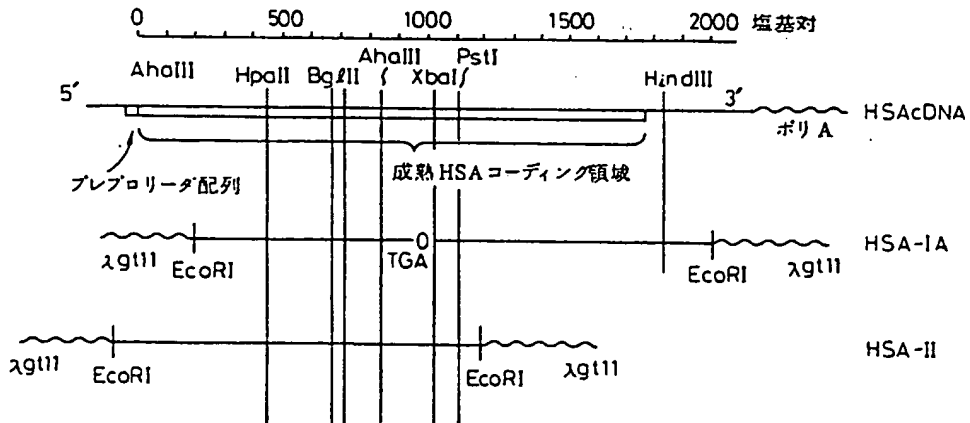 0 500 1000 1500 2000 塩基対
AhaIII HpaII BglII AhaIII XbaI PstI HindIII
5′ 3′ HSAcDNA
ポリA
プレプロリーダ配列 成熟HSAコーディング領域
0 HSA-IA
λgt11 EcoRI TGA EcoRI λgt11
HSA-II
λgt11 EcoRI EcoRI λgt11